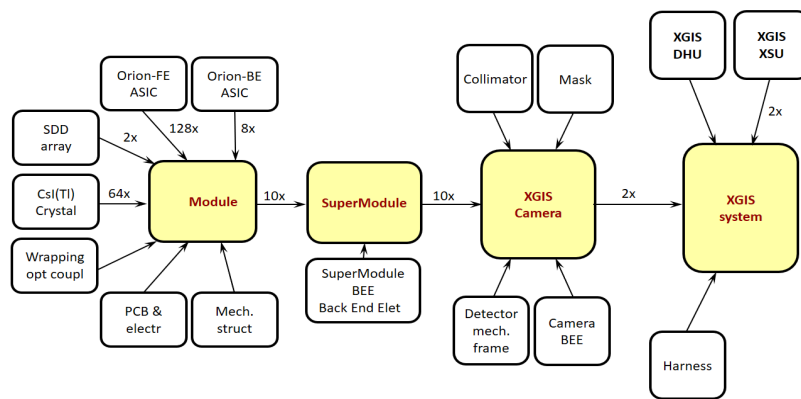 Orion-FE
ASIC
Orion-BE
ASIC
SDD
array
2x
128x
8x
CsI(Tl)
Crystal
64x
Module
10x
Wrapping
opt coupl
PCB &
electr
Mech.
struct
SuperModule
10x
SuperModule
BEE
Back End Elet
Collimator
Mask
XGIS
Camera
2x
Detector
mech.
frame
Camera
BEE
XGIS
DHU
XGIS
XSU
2x
XGIS
system
Harness